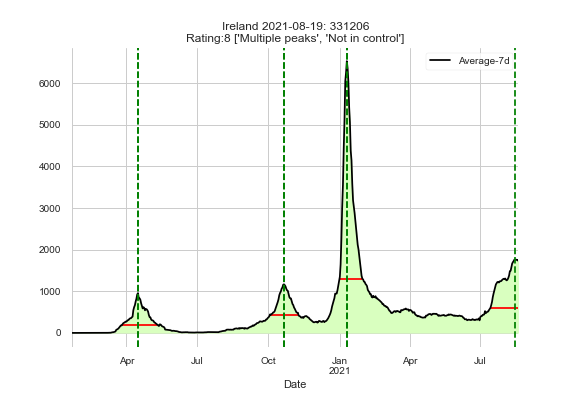 Ireland 2021-08-19: 331206
Rating:8 ['Multiple peaks', 'Not in control']
Average-7d
6000
5000
4000
3000
2000
1000
0
Apr Jul Oct Jan Apr Jul
2021
Date